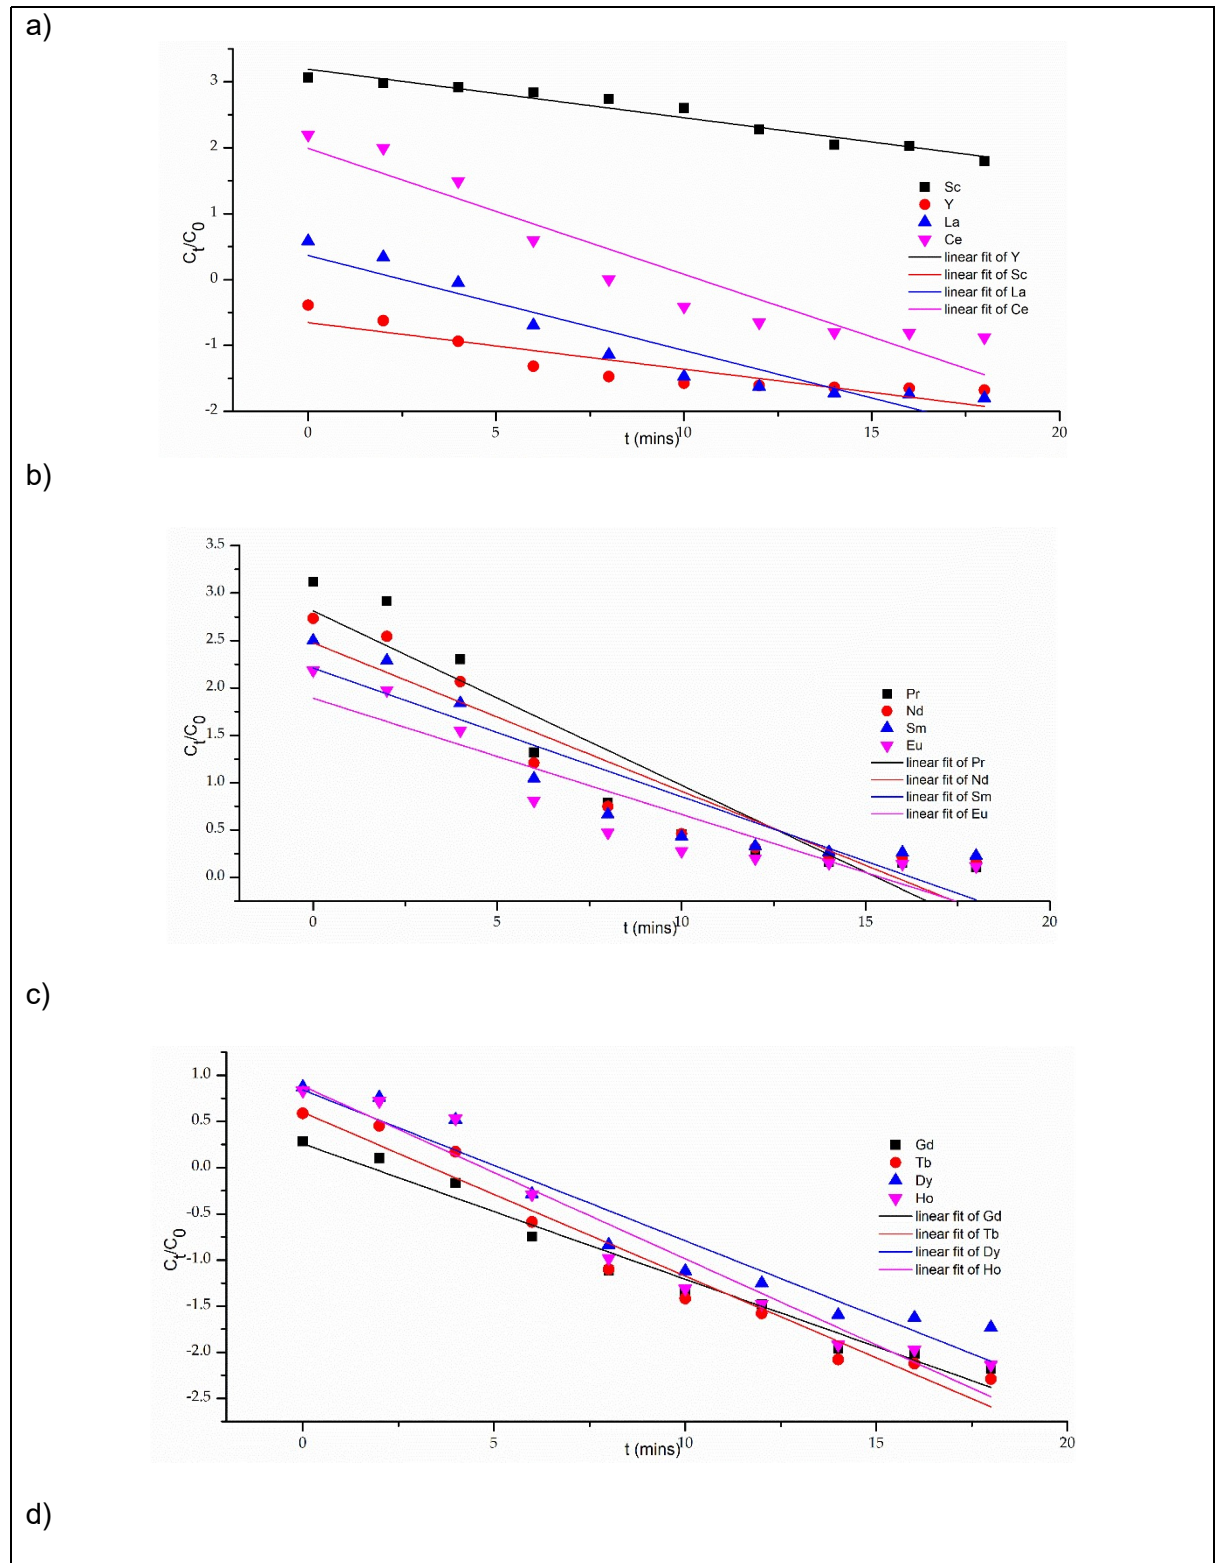 a)
3
2
1
0
-1
-2
C_t/C_0
0
5
10
15
20
t (mins)
Sc
Y
La
Ce
linear fit of Y
linear fit of Sc
linear fit of La
linear fit of Ce
b)
3.5
3.0
2.5
2.0
1.5
1.0
0.5
0.0
C_t/C_0
0
5
10
15
20
t (mins)
Pr
Nd
Sm
Eu
linear fit of Pr
linear fit of Nd
linear fit of Sm
linear fit of Eu
c)
1.0
0.5
0.0
-0.5
-1.0
-1.5
-2.0
-2.5
C_t/C_0
0
5
10
15
20
t (mins)
Gd
Tb
Dy
Ho
linear fit of Gd
linear fit of Tb
linear fit of Dy
linear fit of Ho
d)